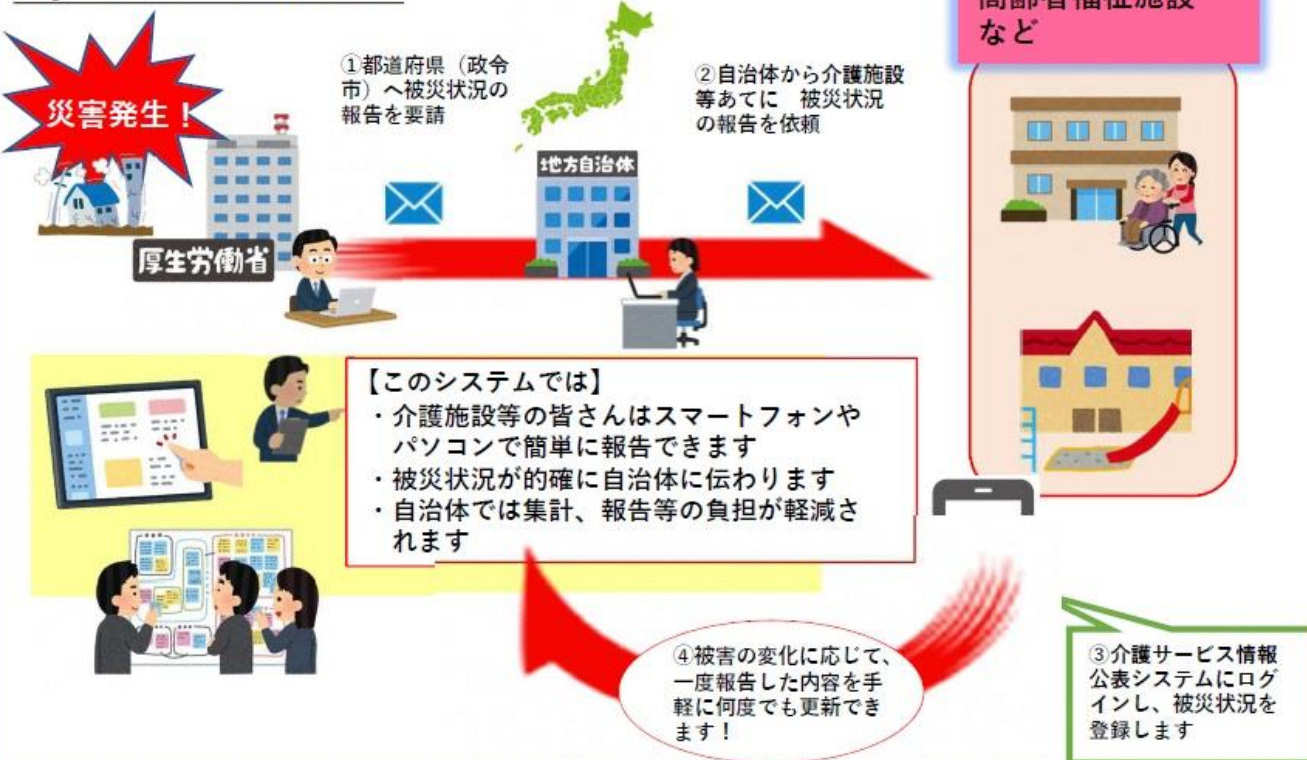 高齢者福祉施設
など
災害発生!
①都道府県（政令
市）へ被災状況の
報告を要請
②自治体から介護施設
等あてに　被災状況
の報告を依頼
地方自治体
厚生労働省
【このシステムでは】
・介護施設等の皆さんはスマートフォンや
パソコンで簡単に報告できます
・被災状況が的確に自治体に伝わります
・自治体では集計、報告等の負担が軽減さ
れます
③介護サービス情報
公表システムにログ
インし、被災状況を
登録します
④被害の変化に応じて、
一度報告した内容を手
軽に何度でも更新でき
ます！